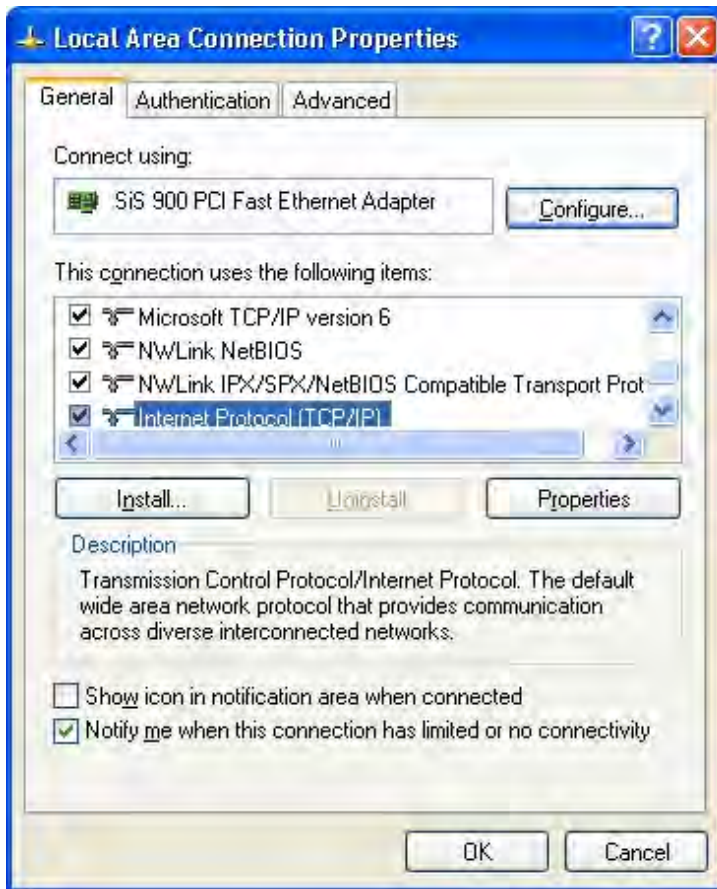 Local Area Connection Properties
General Authentication Advanced
Connect using:
SiS 900 PCI Fast Ethernet Adapter
Configure...
This connection uses the following items:
Microsoft TCP/IP version 6
NWLink NetBIOS
NWLink IPX/SPX/NetBIOS Compatible Transport Prot
Internet Protocol (TCP/IP)
Install... Uninstall Properties
Description
Transmission Control Protocol/Internet Protocol. The default
wide area network protocol that provides communication
across diverse interconnected networks.
Show icon in notification area when connected
Notify me when this connection has limited or no connectivity
OK Cancel